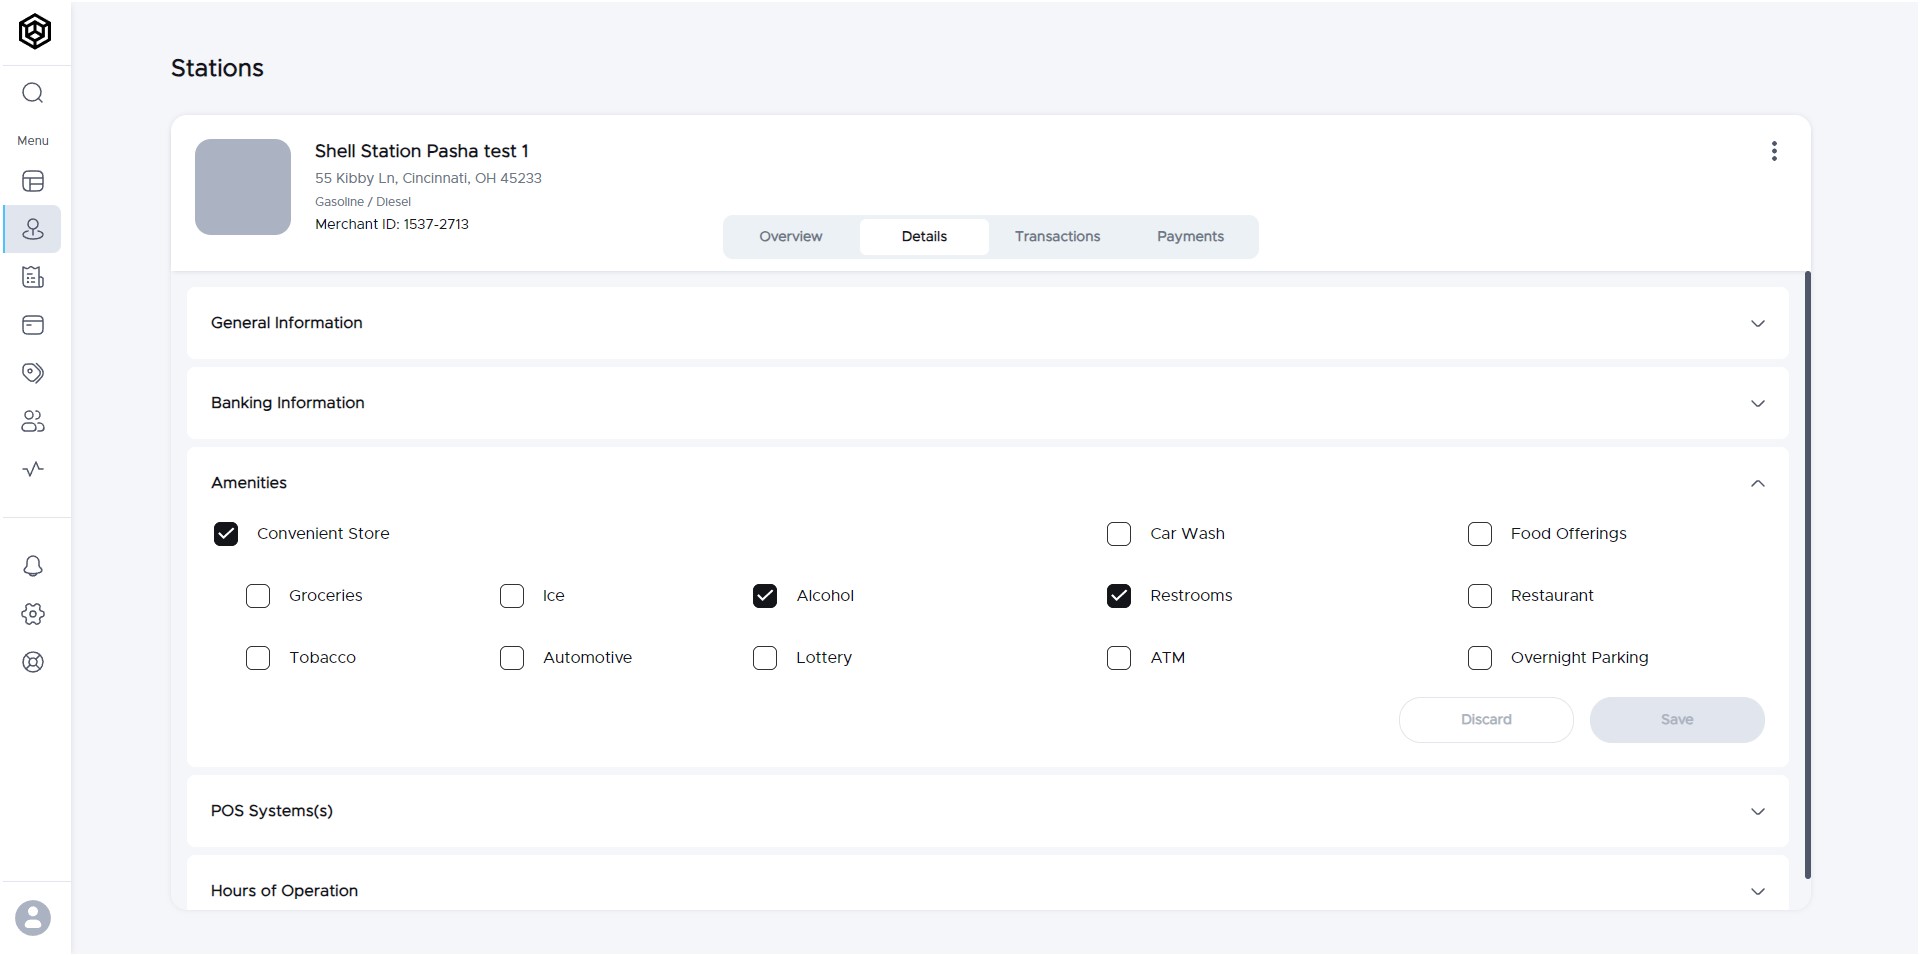 Stations
Menu
Shell Station Pasha test 1
55 Kibby Ln, Cincinnati, OH 45233
Gasoline / Diesel
Merchant ID: 1537-2713
Overview Details Transactions Payments
General Information
Banking Information
Amenities
Convenient Store Car Wash Food Offerings
Groceries Ice Alcohol Restrooms Restaurant
Tobacco Automotive Lottery ATM Overnight Parking
Discard Save
POS Systems(s)
Hours of Operation